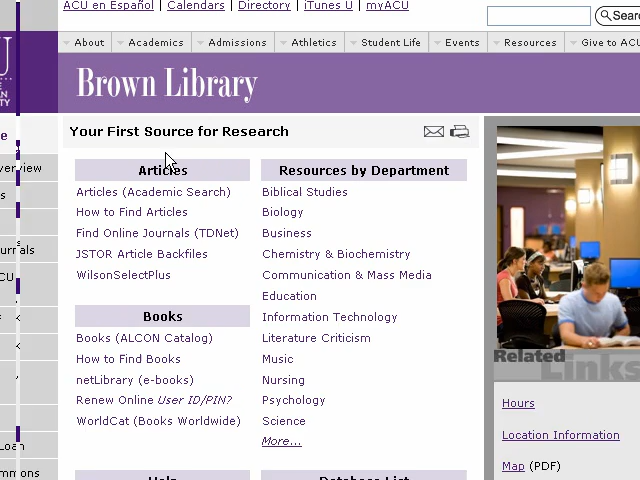 ACU en Español | Calendars | Directory | iTunes U | myACU
About Academics Admissions Athletics Student Life Events Resources Give to ACU
Brown Library
Your First Source for Research
Articles
Articles (Academic Search)
How to Find Articles
Find Online Journals (TDNet)
JSTOR Article Backfiles
WilsonSelectPlus
Books
Books (ALCON Catalog)
How to Find Books
netLibrary (e-books)
Renew Online User ID/PIN?
WorldCat (Books Worldwide)
Help
Resources by Department
Biblical Studies
Biology
Business
Chemistry & Biochemistry
Communication & Mass Media
Education
Information Technology
Literature Criticism
Music
Nursing
Psychology
Science
More...
Database List
Related
Links
Hours
Location Information
Map (PDF)